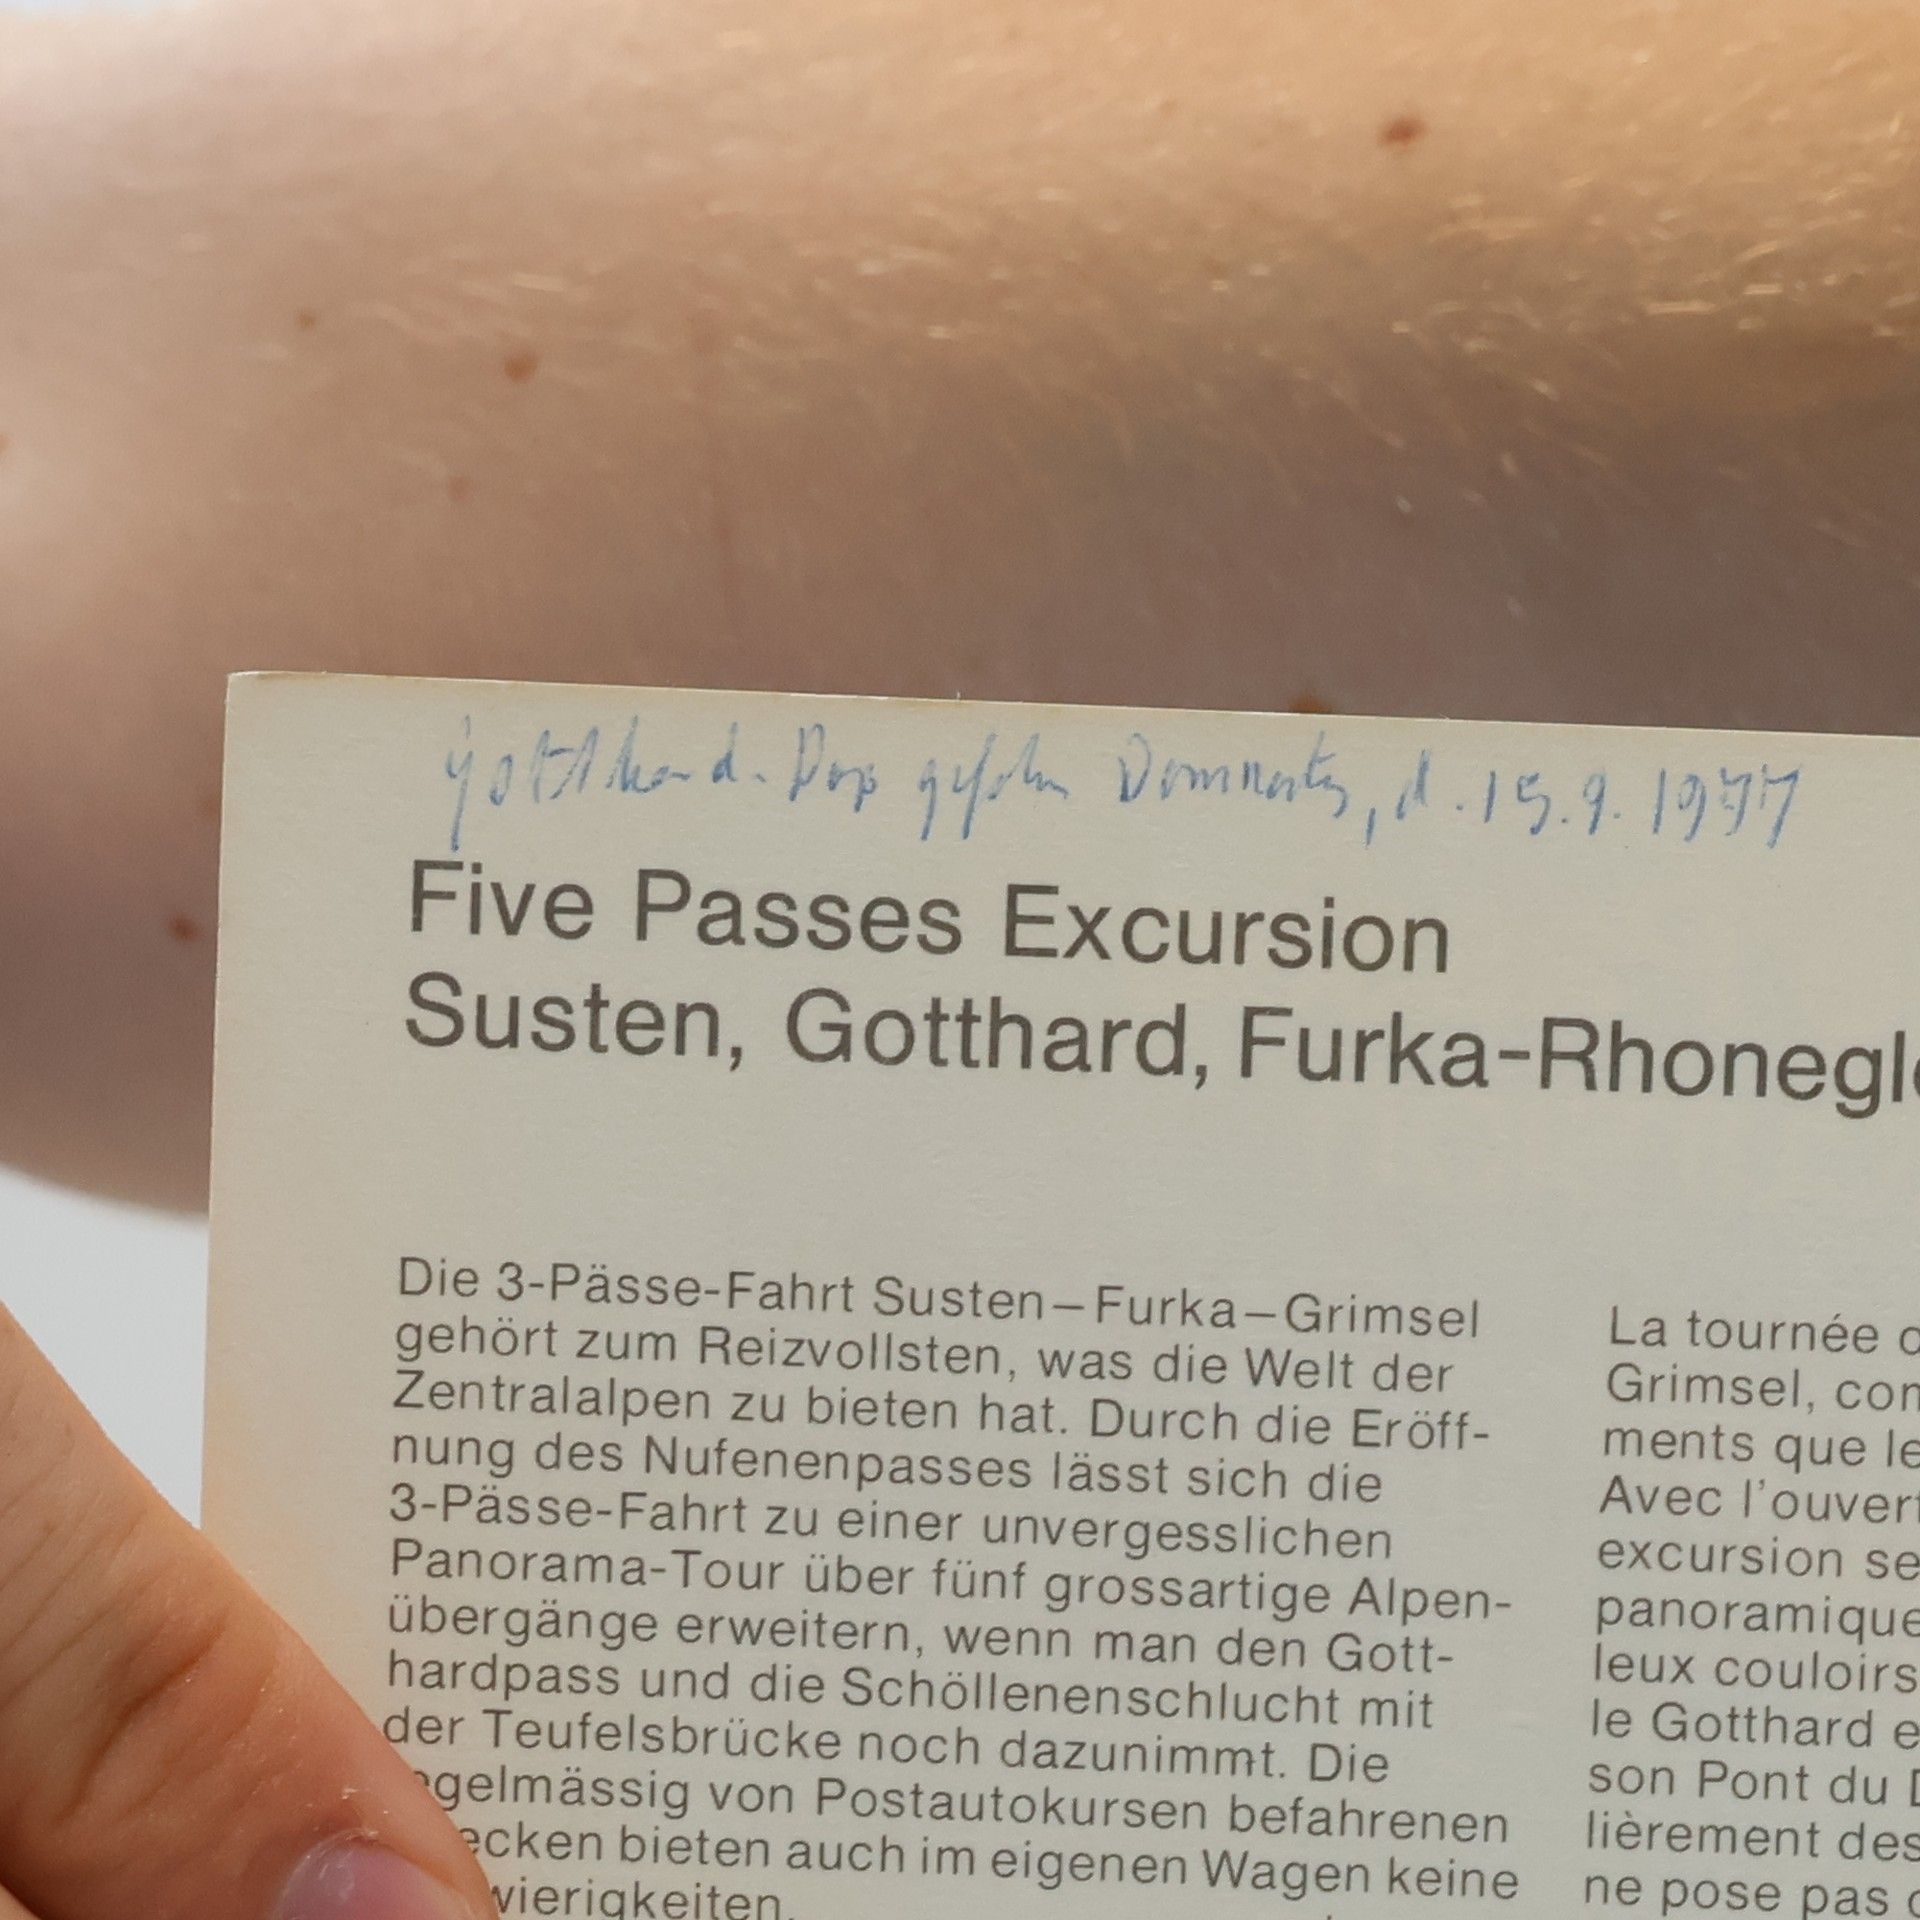 Gotthard-Pass gefahren Donnerstag, d. 15.9.1977
Five Passes Excursion
Susten, Gotthard, Furka-Rhonegl
Die 3-Pässe-Fahrt Susten–Furka–Grimsel
gehört zum Reizvollsten, was die Welt der
Zentralalpen zu bieten hat. Durch die Eröff-
nung des Nufenenpasses lässt sich die
3-Pässe-Fahrt zu einer unvergesslichen
Panorama-Tour über fünf grossartige Alpen-
übergänge erweitern, wenn man den Gott-
hardpass und die Schöllenenschlucht mit
der Teufelsbrücke noch dazunimmt. Die
egelmässig von Postautokursen befahrenen
ecken bieten auch im eigenen Wagen keine
wierigkeiten.
La tournée d
Grimsel, con
ments que le
Avec l'ouvert
excursion se
panoramique
leux couloirs
le Gotthard e
son Pont du D
lièrement des
ne pose pas d